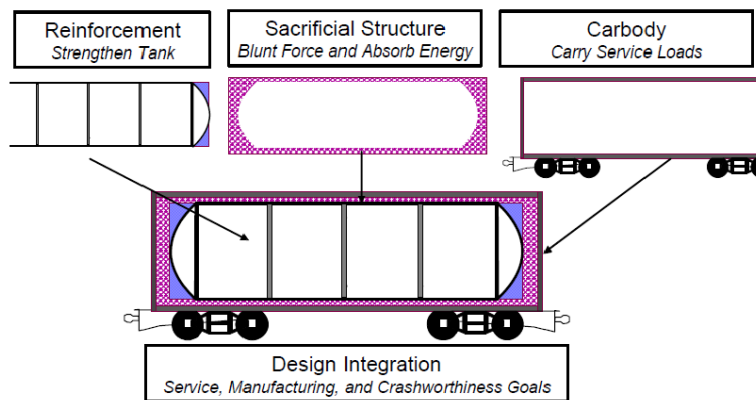 Reinforcement
Strengthen Tank
Sacrificial Structure
Blunt Force and Absorb Energy
Carbody
Carry Service Loads
Design Integration
Service, Manufacturing, and Crashworthiness Goals